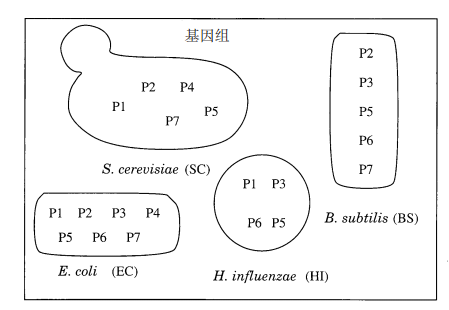 基因组
P2 P4
P1
P7 P5
S. cerevisiae (SC)
P2
P3
P5
P6
P7
B. subtilis (BS)
P1 P3
P6 P5
H. influenzae (HI)
P1 P2 P3 P4
P5 P6 P7
E. coli (EC)